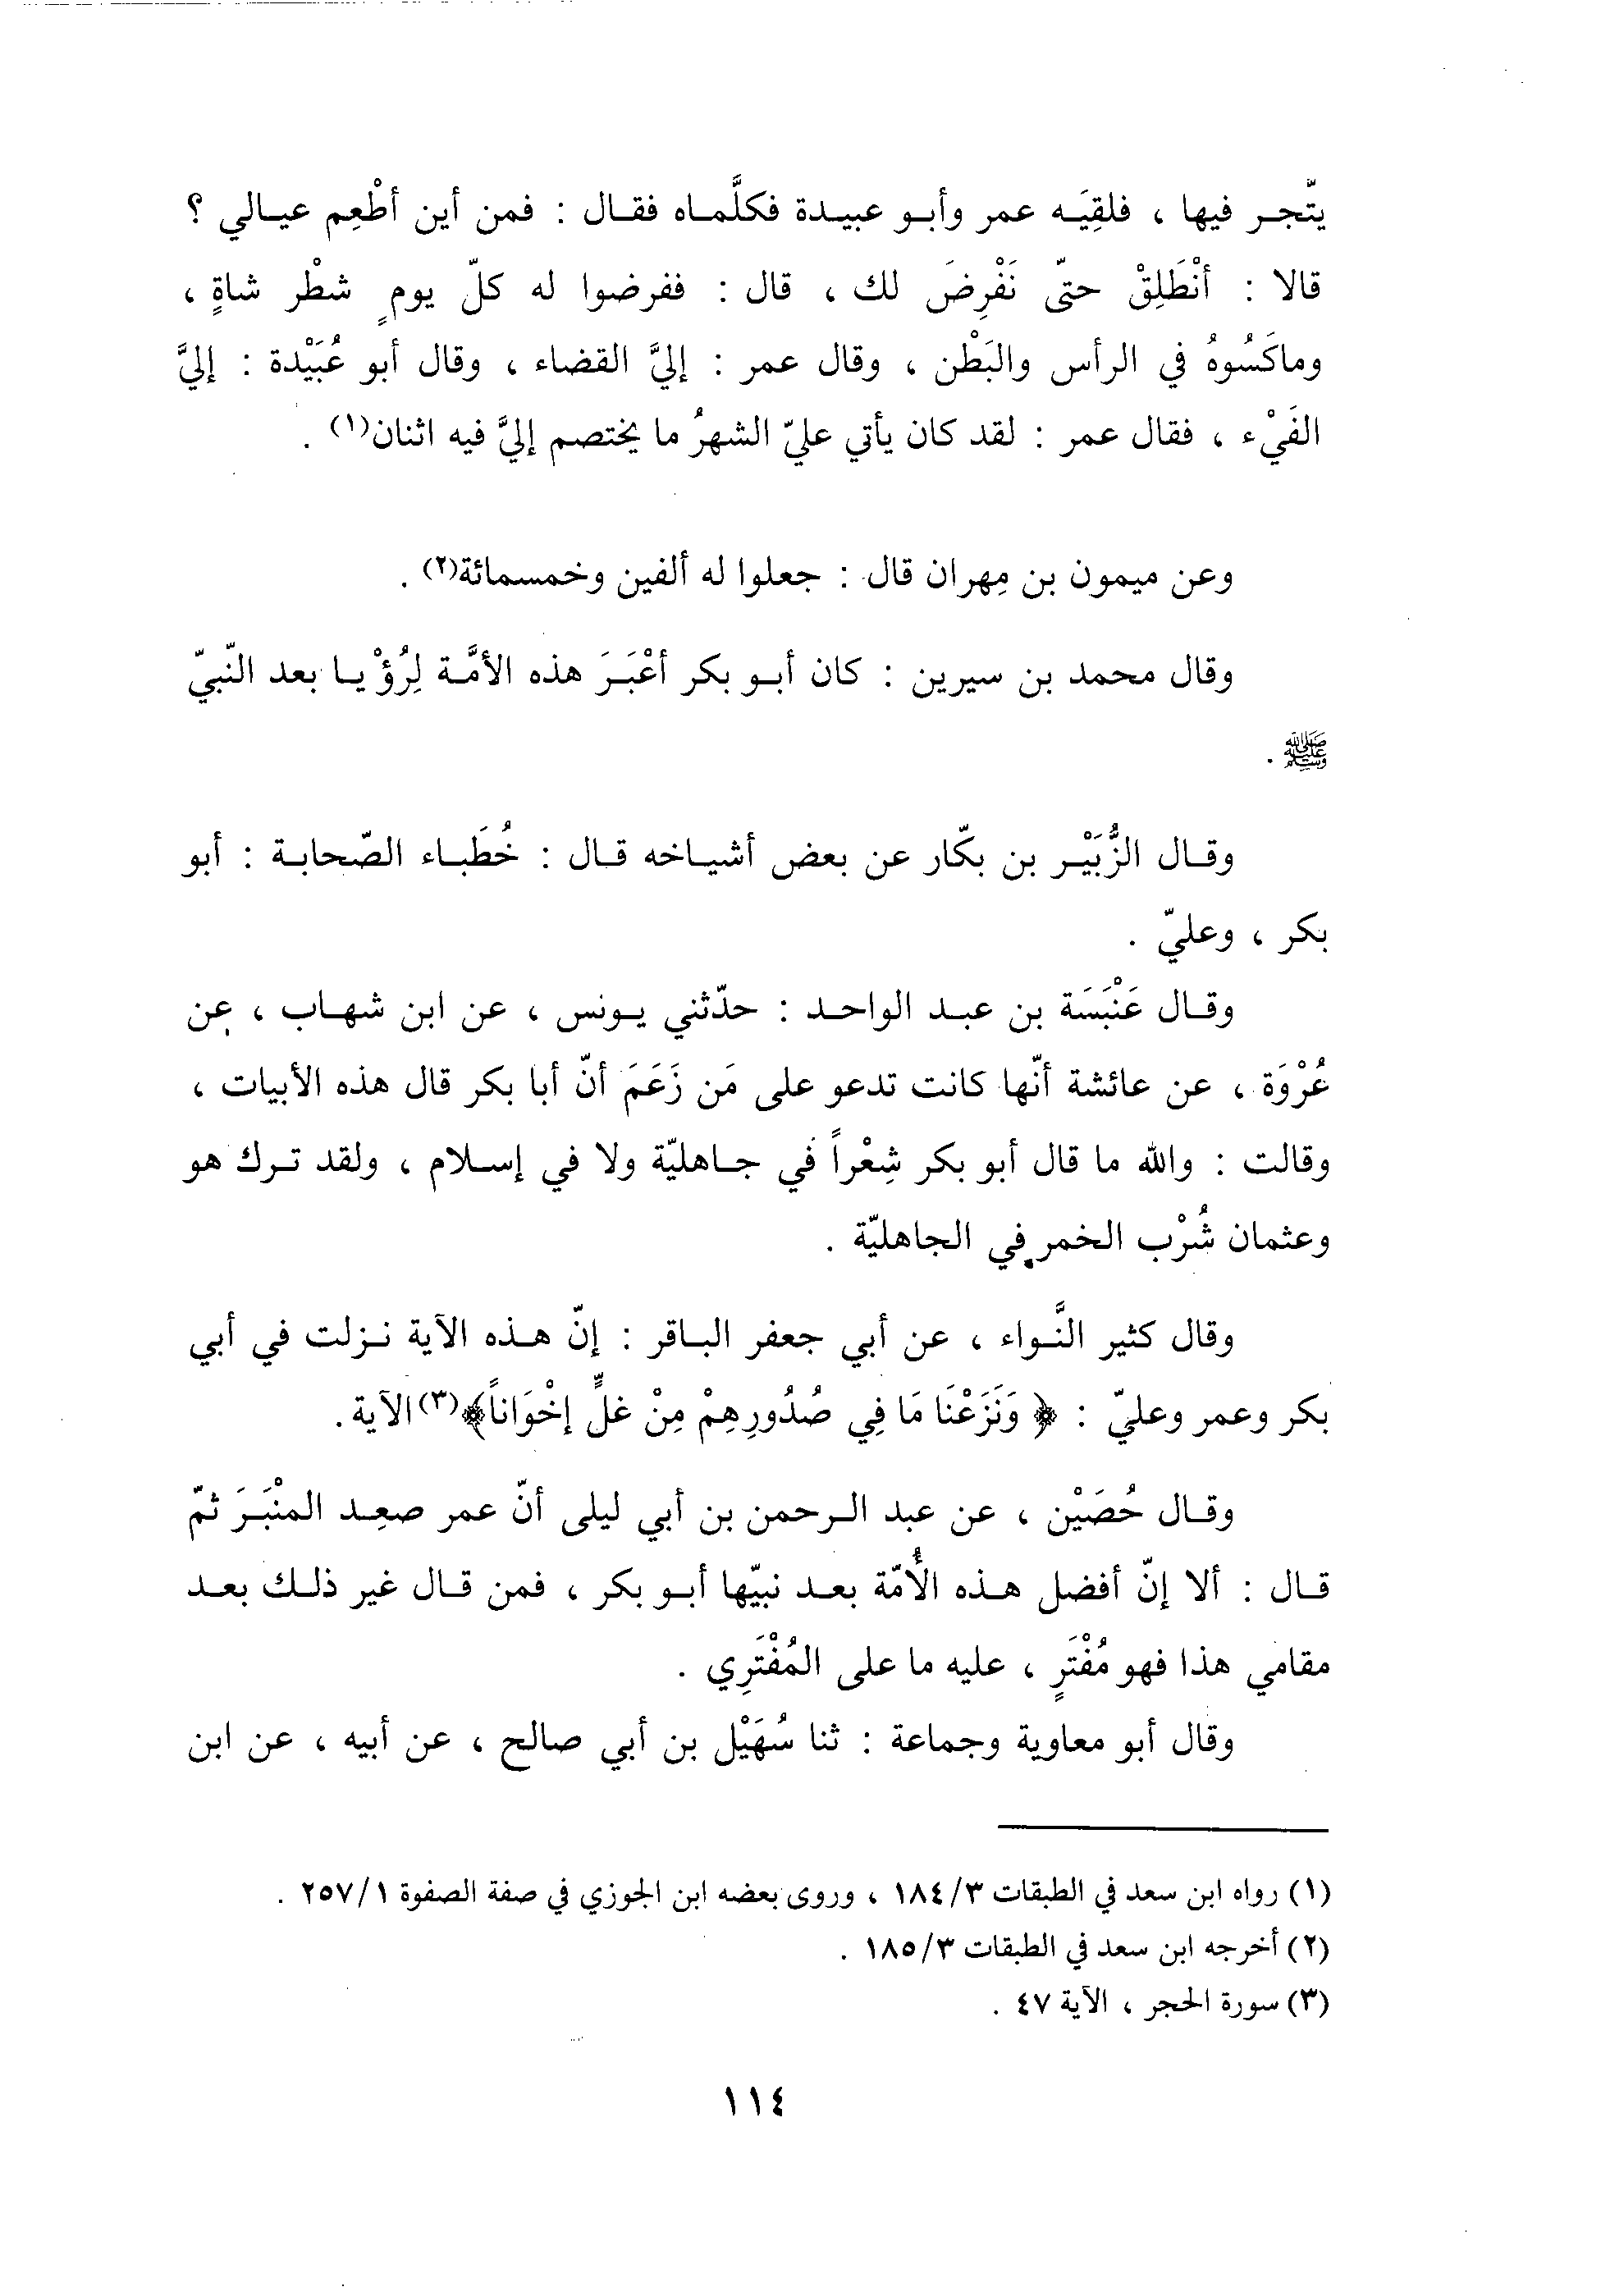 يتّجر فيها ، فلقِيَه عمر وأبو عبيدة فكلَّماه فقال : فمن أين أطْعِم عيالي ؟
قالا : أنْطَلِقْ حتّى نَفْرِضَ لك ، قال : ففرضوا له كلّ يومٍ شطْر شاةٍ ،
وماكَسُوهُ في الرأس والبَطْن ، وقال عمر : إليَّ القضاء ، وقال أبو عُبَيْدة : إليَّ
الفَيْء ، فقال عمر : لقد كان يأتي عليّ الشهرُ ما يختصم إليَّ فيه اثنان(١) .
وعن ميمون بن مِهران قال : جعلوا له ألفين وخمسمائة(٢) .
وقال محمد بن سيرين : كان أبو بكر أعْبَرَ هذه الأمَّة لِرُؤْيا بعد النّبيّ
ﷺ .
وقال الزُّبَيْر بن بكّار عن بعض أشياخه قال : خُطَباء الصّحابة : أبو
بكر ، وعليّ .
وقال عَنْبَسَة بن عبد الواحد : حدّثني يونس ، عن ابن شهاب ، عن
عُرْوَة ، عن عائشة أنّها كانت تدعو على مَن زَعَمَ أنّ أبا بكر قال هذه الأبيات ،
وقالت : والله ما قال أبو بكر شِعْراً في جاهليّة ولا في إسلام ، ولقد ترك هو
وعثمان شُرْب الخمر في الجاهليّة .
وقال كثير النَّواء ، عن أبي جعفر الباقر : إنّ هذه الآية نزلت في أبي
بكر وعمر وعليّ : ﴿ وَنَزَعْنَا مَا فِي صُدُورِهِمْ مِنْ غلٍّ إخْوَاناً﴾(٣) الآية.
وقال حُصَيْن ، عن عبد الرحمن بن أبي ليلى أنّ عمر صعِد المنْبَرَ ثمّ
قال : ألا إنّ أفضل هذه الأُمّة بعد نبيّها أبو بكر ، فمن قال غير ذلك بعد
مقامي هذا فهو مُفْتَرٍ ، عليه ما على المُفْتَرِي .
وقال أبو معاوية وجماعة : ثنا سُهَيْل بن أبي صالح ، عن أبيه ، عن ابن
(١) رواه ابن سعد في الطبقات ١٨٤/٣ ، وروى بعضه ابن الجوزي في صفة الصفوة ٢٥٧/١ .
(٢) أخرجه ابن سعد في الطبقات ١٨٥/٣ .
(٣) سورة الحجر ، الآية ٤٧ .
١١٤